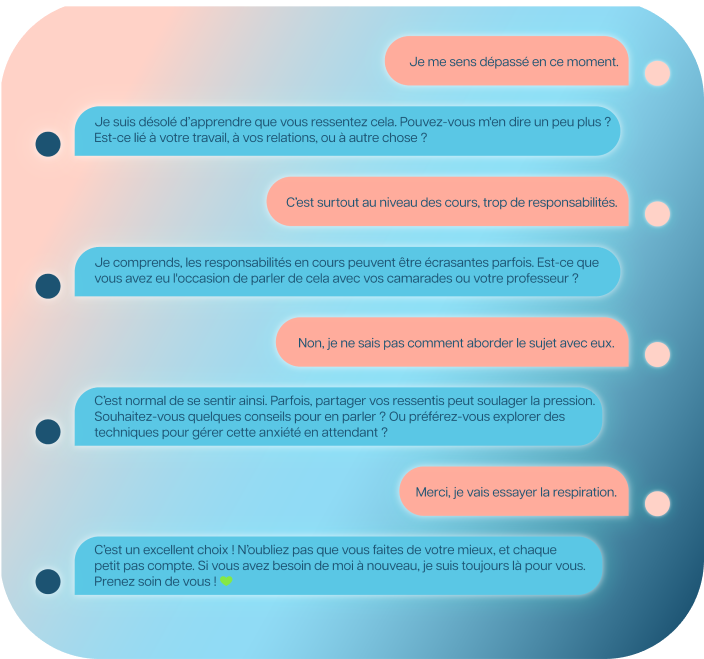 Je me sens dépassé en ce moment.
Je suis désolé d'apprendre que vous ressentez cela. Pouvez-vous m'en dire un peu plus ?
Est-ce lié à votre travail, à vos relations, ou à autre chose ?
C'est surtout au niveau des cours, trop de responsabilités.
Je comprends, les responsabilités en cours peuvent être écrasantes parfois. Est-ce que
vous avez eu l'occasion de parler de cela avec vos camarades ou votre professeur ?
Non, je ne sais pas comment aborder le sujet avec eux.
C'est normal de se sentir ainsi. Parfois, partager vos ressentis peut soulager la pression.
Souhaitez-vous quelques conseils pour en parler ? Ou préférez-vous explorer des
techniques pour gérer cette anxiété en attendant ?
Merci, je vais essayer la respiration.
C'est un excellent choix ! N'oubliez pas que vous faites de votre mieux, et chaque
petit pas compte. Si vous avez besoin de moi à nouveau, je suis toujours là pour vous.
Prenez soin de vous ! 💚